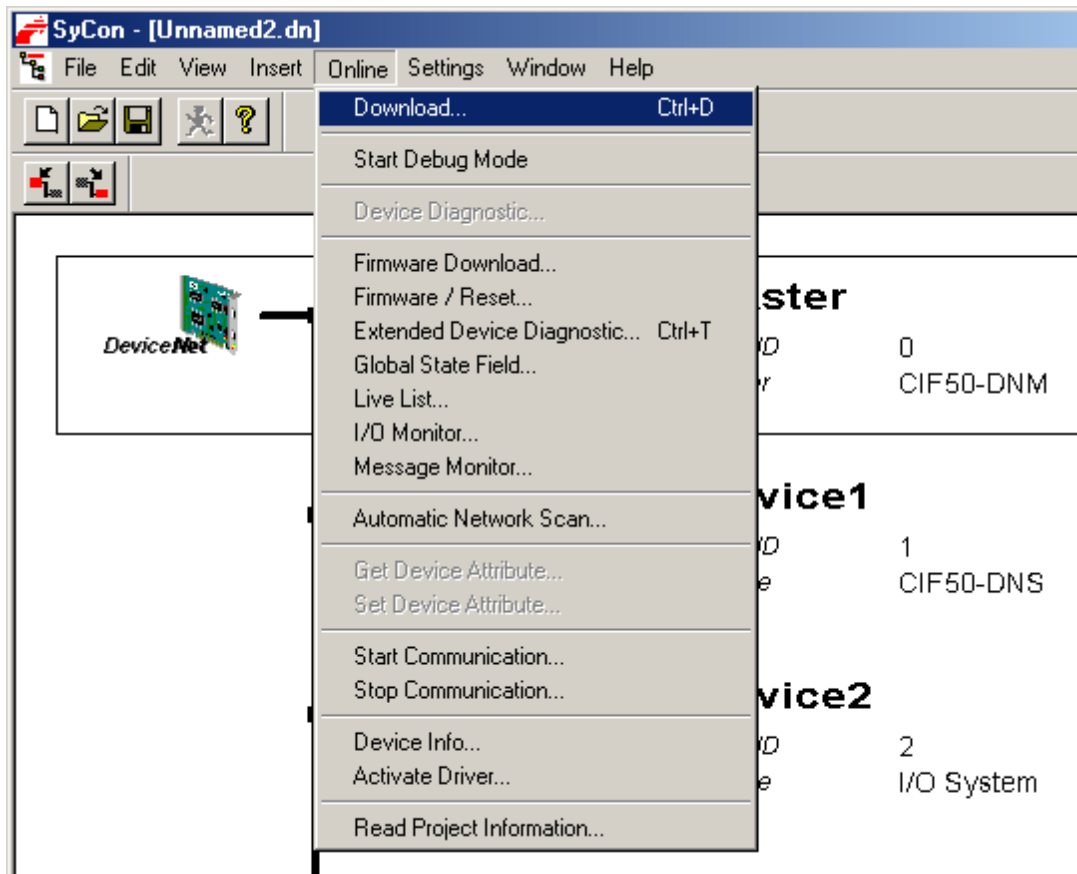 SyCon - [Unnamed2.dn]
File Edit View Insert Online Settings Window Help
Download... Ctrl+D
Start Debug Mode
Device Diagnostic...
Firmware Download...
Firmware / Reset...
Extended Device Diagnostic... Ctrl+T
Global State Field...
Live List...
I/O Monitor...
Message Monitor...
Automatic Network Scan...
Get Device Attribute...
Set Device Attribute...
Start Communication...
Stop Communication...
Device Info...
Activate Driver...
Read Project Information...
DeviceNet
ster
ID 0
r CIF50-DNM
vice1
ID 1
e CIF50-DNS
vice2
ID 2
e I/O System